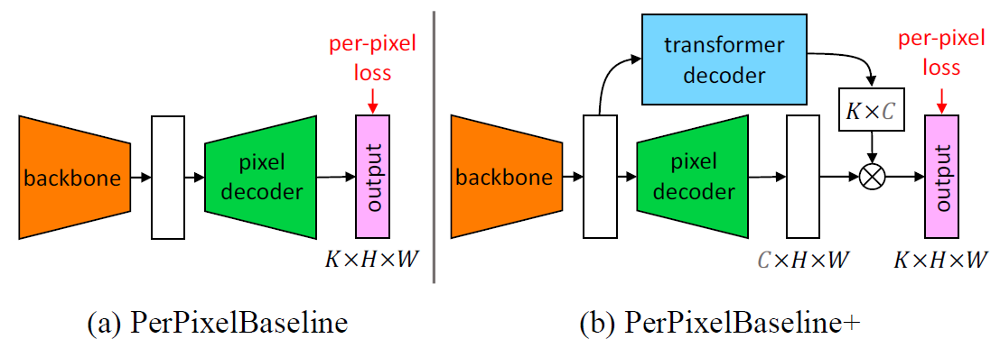 per-pixel
loss
backbone
pixel
decoder
output
K×H×W
(a) PerPixelBaseline
transformer
decoder
per-pixel
loss
K×C
backbone
pixel
decoder
output
C×H×W
K×H×W
(b) PerPixelBaseline+